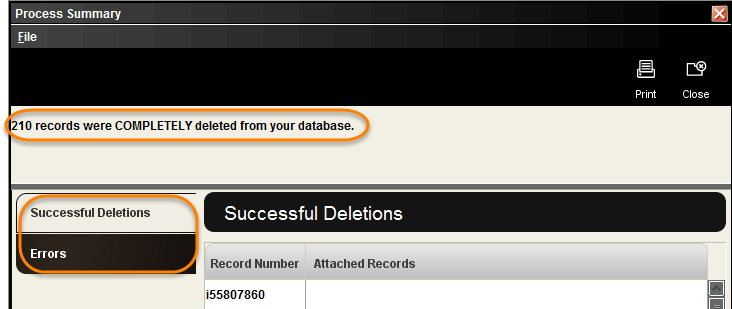 Process Summary
File
Print Close
210 records were COMPLETELY deleted from your database.
Successful Deletions
Errors
Successful Deletions
Record Number Attached Records
i55807860